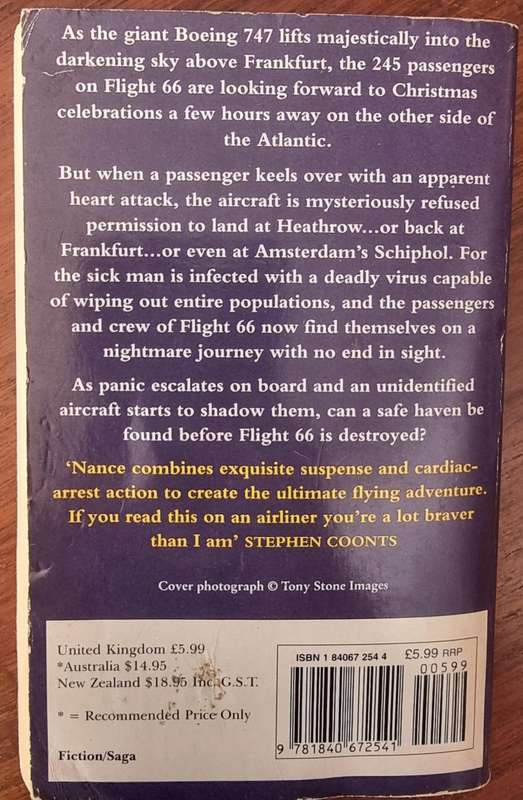 As the giant Boeing 747 lifts majestically into the
darkening sky above Frankfurt, the 245 passengers
on Flight 66 are looking forward to Christmas
celebrations a few hours away on the other side of
the Atlantic.
But when a passenger keels over with an apparent
heart attack, the aircraft is mysteriously refused
permission to land at Heathrow...or back at
Frankfurt...or even at Amsterdam's Schiphol. For
the sick man is infected with a deadly virus capable
of wiping out entire populations, and the passengers
and crew of Flight 66 now find themselves on a
nightmare journey with no end in sight.
As panic escalates on board and an unidentified
aircraft starts to shadow them, can a safe haven be
found before Flight 66 is destroyed?
'Nance combines exquisite suspense and cardiac-
arrest action to create the ultimate flying adventure.
If you read this on an airliner you're a lot braver
than I am' STEPHEN COONTS
Cover photograph © Tony Stone Images
United Kingdom £5.99
*Australia $14.95
New Zealand $18.95 Inc. G.S.T.
* = Recommended Price Only
Fiction/Saga
ISBN 1 84067 254 4
£5.99 RRP
00599
9 781840 672541